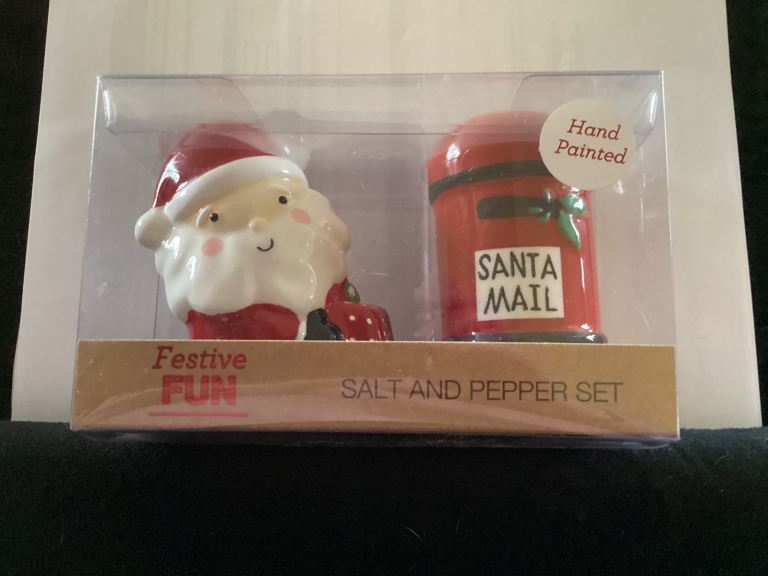 Hand
Painted
SANTA
MAIL
Festive
FUN
SALT AND PEPPER SET